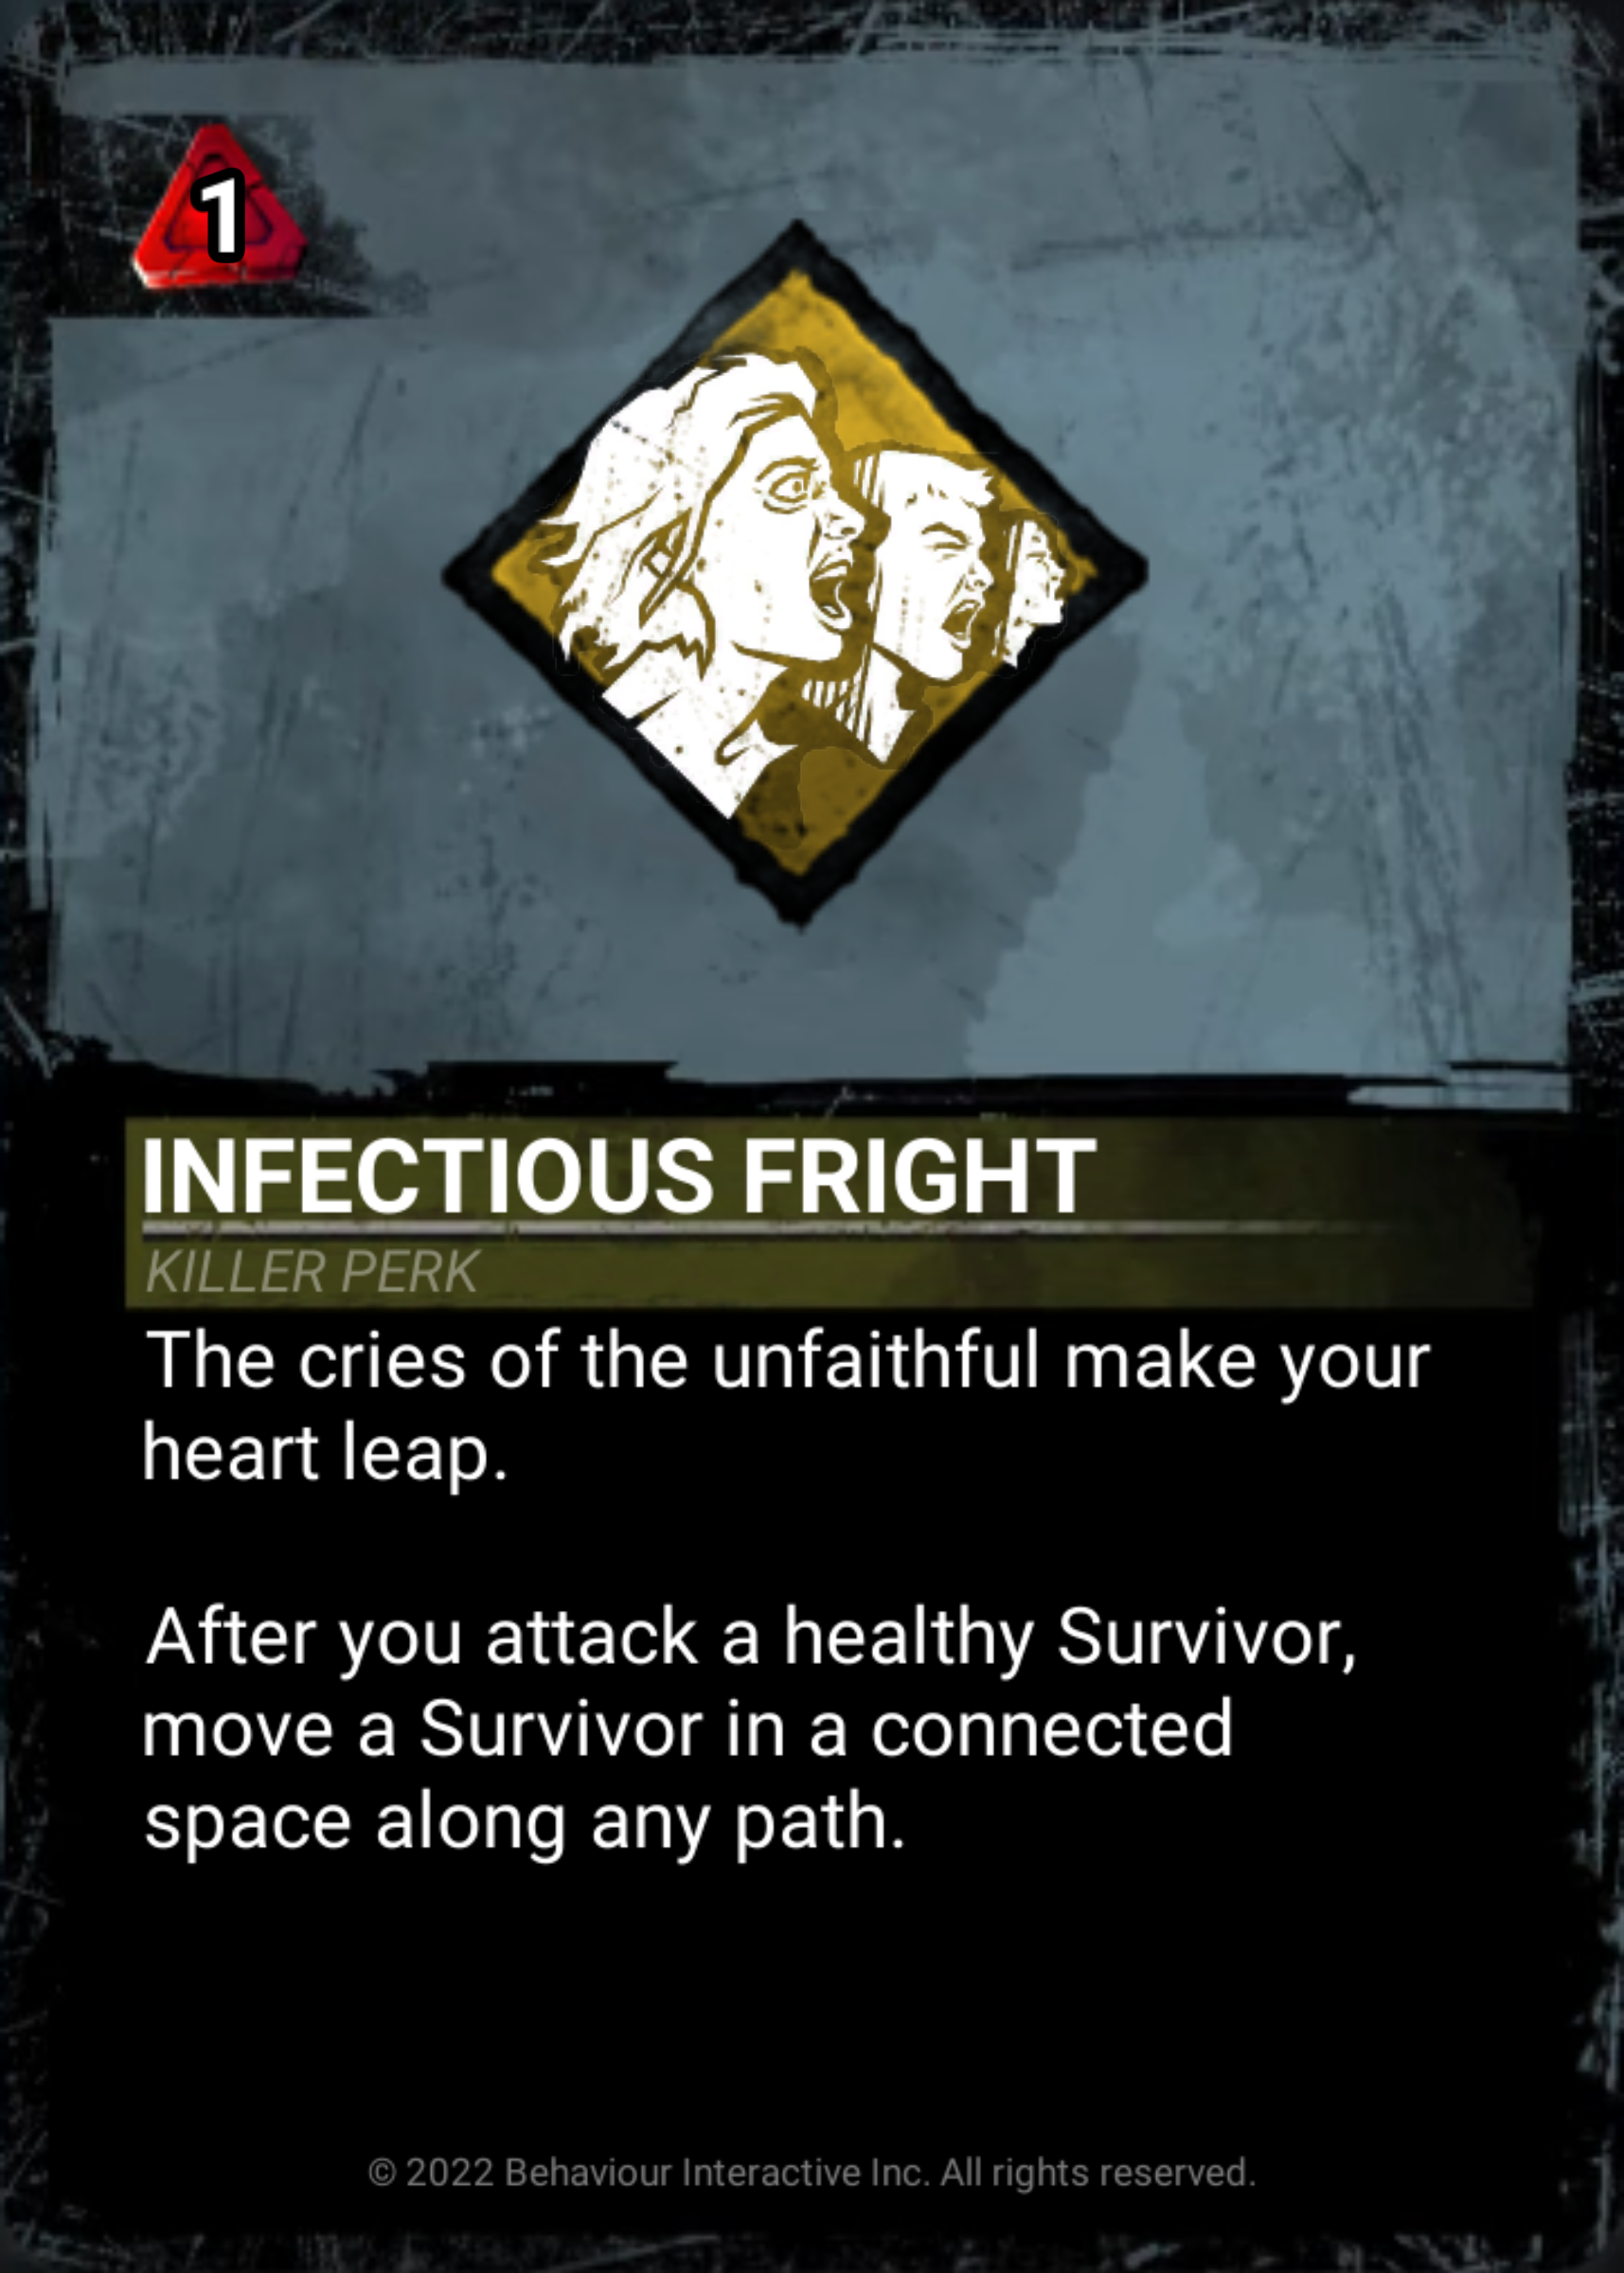 1
INFECTIOUS FRIGHT
KILLER PERK
The cries of the unfaithful make your
heart leap.
After you attack a healthy Survivor,
move a Survivor in a connected
space along any path.
© 2022 Behaviour Interactive Inc. All rights reserved.